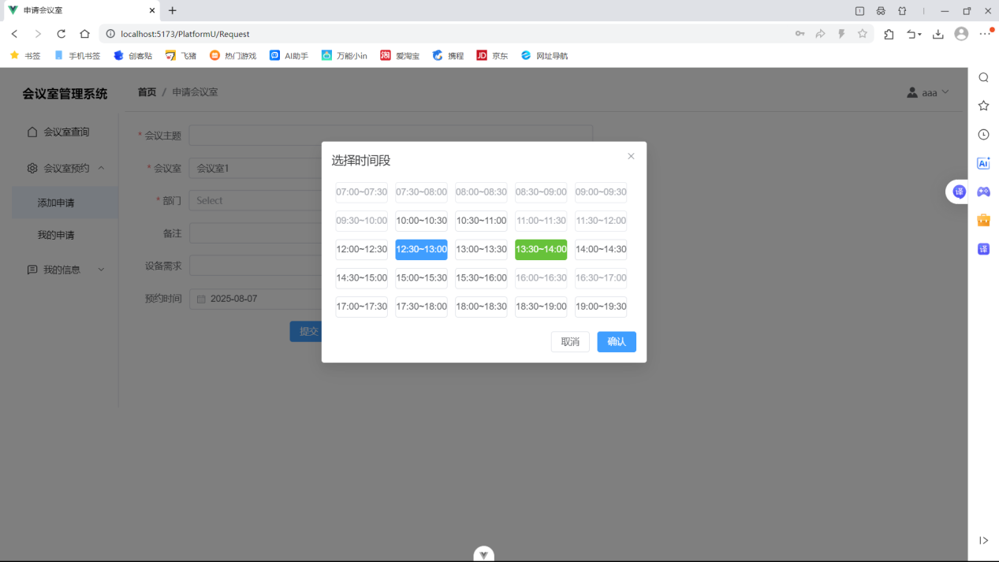 申请会议室
localhost:5173/PlatformU/Request
书签 手机书签 创客贴 飞猪 热门游戏 AI助手 万能小in 爱淘宝 携程 京东 网址导航
会议室管理系统
首页 / 申请会议室
aaa
会议室查询
会议室预约
添加申请
我的申请
我的信息
* 会议主题
* 会议室 会议室1
* 部门 Select
备注
设备需求
预约时间 2025-08-07
提交
选择时间段
07:00~07:30 07:30~08:00 08:00~08:30 08:30~09:00 09:00~09:30
09:30~10:00 10:00~10:30 10:30~11:00 11:00~11:30 11:30~12:00
12:00~12:30 12:30~13:00 13:00~13:30 13:30~14:00 14:00~14:30
14:30~15:00 15:00~15:30 15:30~16:00 16:00~16:30 16:30~17:00
17:00~17:30 17:30~18:00 18:00~18:30 18:30~19:00 19:00~19:30
取消 确认
译
AI
译